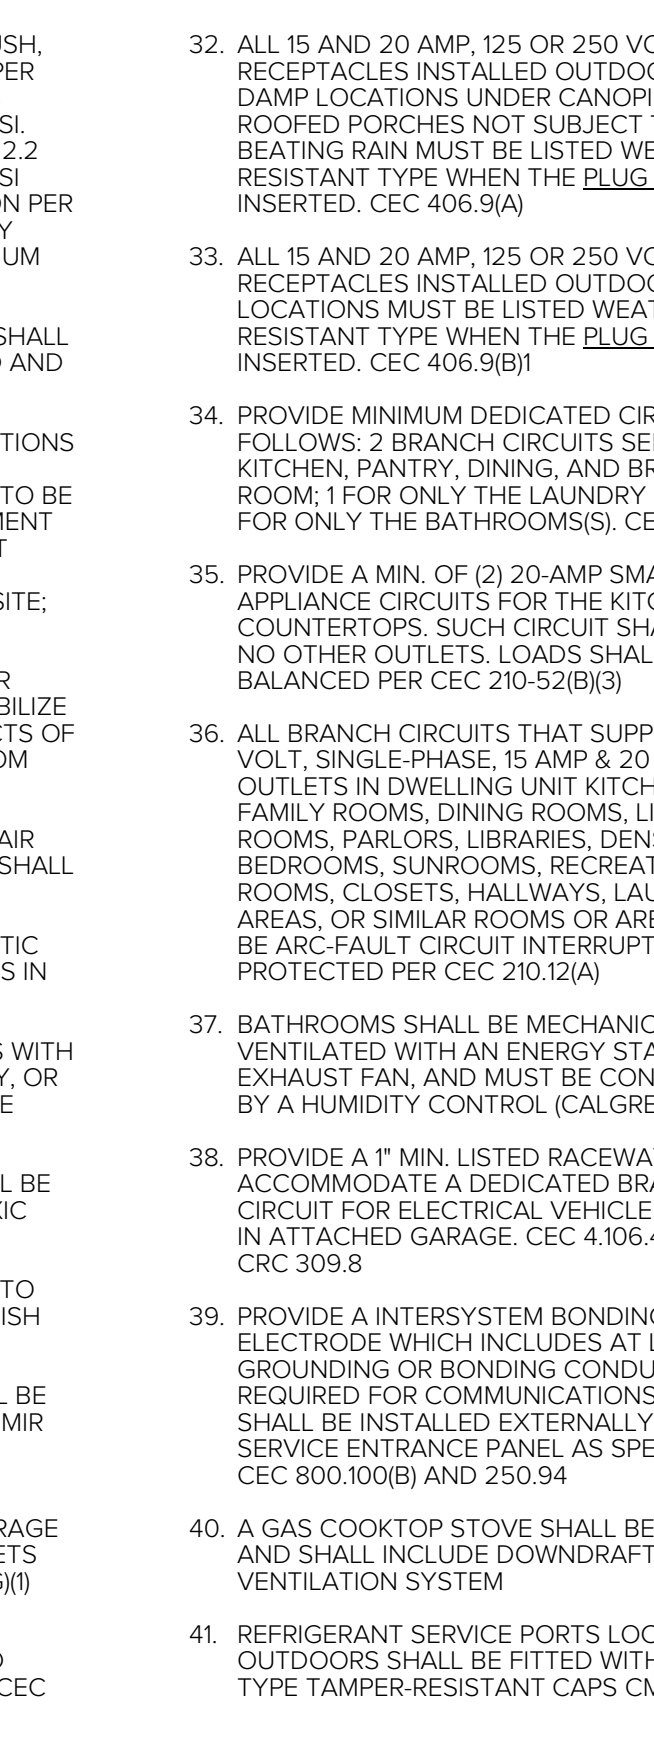 USH,
PER
SI.
2.2
SI
ON PER
Y
UM
SHALL
AND
TIONS
TO BE
MENT
SITE;
R
BILIZE
CTS OF
OM
AIR
SHALL
TIC
S IN
S WITH
Y, OR
E
L BE
XIC
TO
ISH
L BE
MIR
RAGE
ETS
)(1)
CEC
32. ALL 15 AND 20 AMP, 125 OR 250 VO
RECEPTACLES INSTALLED OUTDOO
DAMP LOCATIONS UNDER CANOPI
ROOFED PORCHES NOT SUBJECT T
BEATING RAIN MUST BE LISTED WE
RESISTANT TYPE WHEN THE PLUG
INSERTED. CEC 406.9(A)
33. ALL 15 AND 20 AMP, 125 OR 250 VO
RECEPTACLES INSTALLED OUTDOO
LOCATIONS MUST BE LISTED WEAT
RESISTANT TYPE WHEN THE PLUG
INSERTED. CEC 406.9(B)1
34. PROVIDE MINIMUM DEDICATED CIR
FOLLOWS: 2 BRANCH CIRCUITS SE
KITCHEN, PANTRY, DINING, AND BR
ROOM; 1 FOR ONLY THE LAUNDRY
FOR ONLY THE BATHROOMS(S). CE
35. PROVIDE A MIN. OF (2) 20-AMP SMA
APPLIANCE CIRCUITS FOR THE KITC
COUNTERTOPS. SUCH CIRCUIT SHA
NO OTHER OUTLETS. LOADS SHAL
BALANCED PER CEC 210-52(B)(3)
36. ALL BRANCH CIRCUITS THAT SUPP
VOLT, SINGLE-PHASE, 15 AMP & 20
OUTLETS IN DWELLING UNIT KITCH
FAMILY ROOMS, DINING ROOMS, LI
ROOMS, PARLORS, LIBRARIES, DENS
BEDROOMS, SUNROOMS, RECREAT
ROOMS, CLOSETS, HALLWAYS, LAU
AREAS, OR SIMILAR ROOMS OR ARE
BE ARC-FAULT CIRCUIT INTERRUPT
PROTECTED PER CEC 210.12(A)
37. BATHROOMS SHALL BE MECHANIC
VENTILATED WITH AN ENERGY STA
EXHAUST FAN, AND MUST BE CON
BY A HUMIDITY CONTROL (CALGRE
38. PROVIDE A 1" MIN. LISTED RACEWAY
ACCOMMODATE A DEDICATED BRA
CIRCUIT FOR ELECTRICAL VEHICLE
IN ATTACHED GARAGE. CEC 4.106.4
CRC 309.8
39. PROVIDE A INTERSYSTEM BONDING
ELECTRODE WHICH INCLUDES AT L
GROUNDING OR BONDING CONDU
REQUIRED FOR COMMUNICATIONS
SHALL BE INSTALLED EXTERNALLY
SERVICE ENTRANCE PANEL AS SPE
CEC 800.100(B) AND 250.94
40. A GAS COOKTOP STOVE SHALL BE
AND SHALL INCLUDE DOWNDRAFT
VENTILATION SYSTEM
41. REFRIGERANT SERVICE PORTS LOC
OUTDOORS SHALL BE FITTED WITH
TYPE TAMPER-RESISTANT CAPS CM